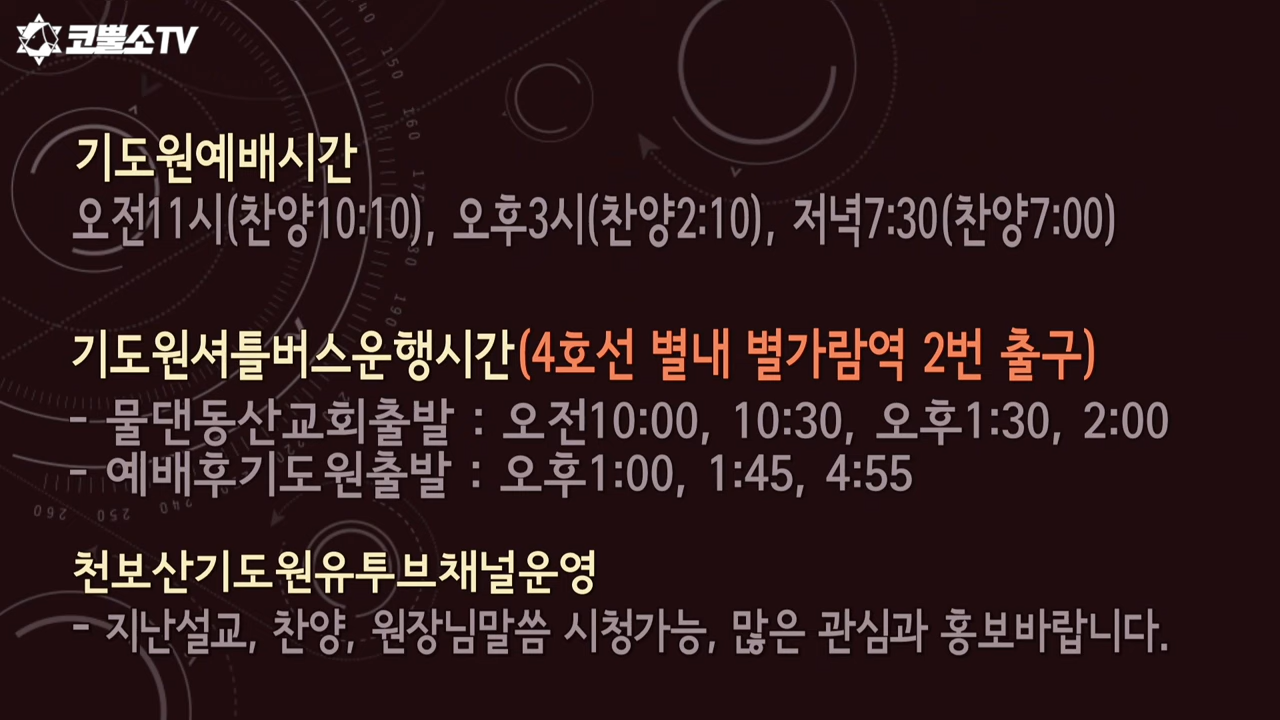 코뿔소TV
기도원예배시간
오전11시(찬양10:10), 오후3시(찬양2:10), 저녁7:30(찬양7:00)
기도원셔틀버스운행시간(4호선 별내 별가람역 2번 출구)
- 물댄동산교회출발 : 오전10:00, 10:30, 오후1:30, 2:00
- 예배후기도원출발 : 오후1:00, 1:45, 4:55
천보산기도원유투브채널운영
- 지난설교, 찬양, 원장님말씀 시청가능, 많은 관심과 홍보바랍니다.
150
160
190
240
250
260